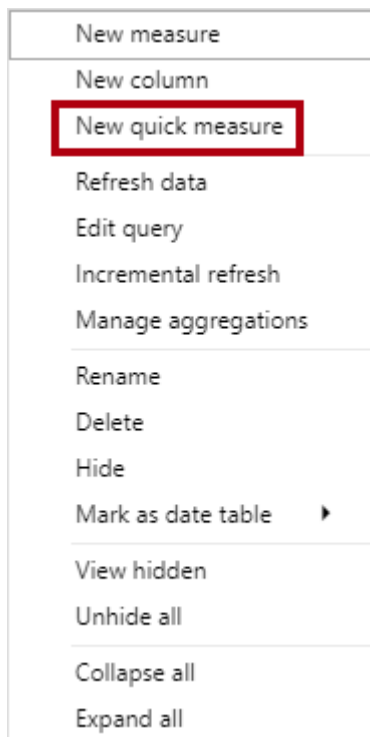 New measure
New column
New quick measure
Refresh data
Edit query
Incremental refresh
Manage aggregations
Rename
Delete
Hide
Mark as date table
View hidden
Unhide all
Collapse all
Expand all